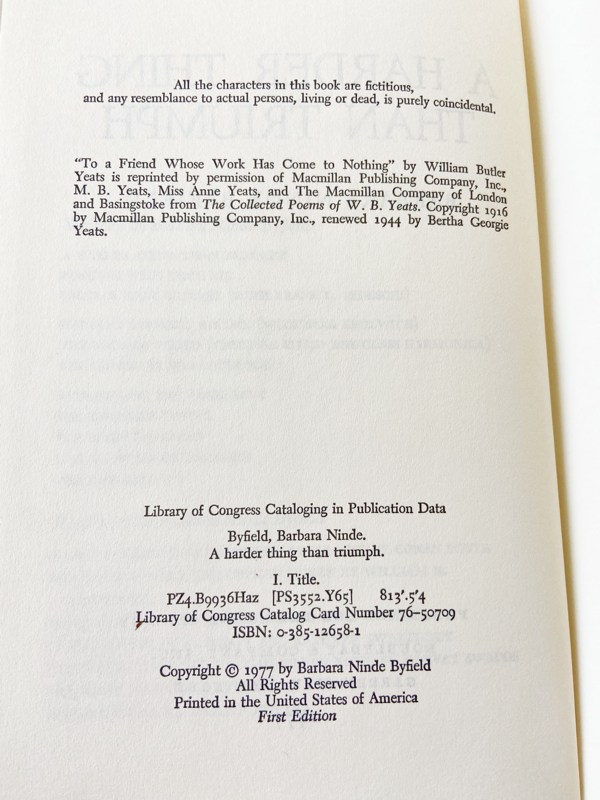 All the characters in this book are fictitious,
and any resemblance to actual persons, living or dead, is purely coincidental.
"To a Friend Whose Work Has Come to Nothing" by William Butler
Yeats is reprinted by permission of Macmillan Publishing Company, Inc.,
M. B. Yeats, Miss Anne Yeats, and The Macmillan Company of London
and Basingstoke from The Collected Poems of W. B. Yeats. Copyright 1916
by Macmillan Publishing Company, Inc., renewed 1944 by Bertha Georgie
Yeats.
Library of Congress Cataloging in Publication Data
Byfield, Barbara Ninde.
A harder thing than triumph.
I. Title.
PZ4.B9936Haz [PS3552.Y65] 813'.5'4
Library of Congress Catalog Card Number 76–50709
ISBN: 0-385-12658-1
Copyright © 1977 by Barbara Ninde Byfield
All Rights Reserved
Printed in the United States of America
First Edition